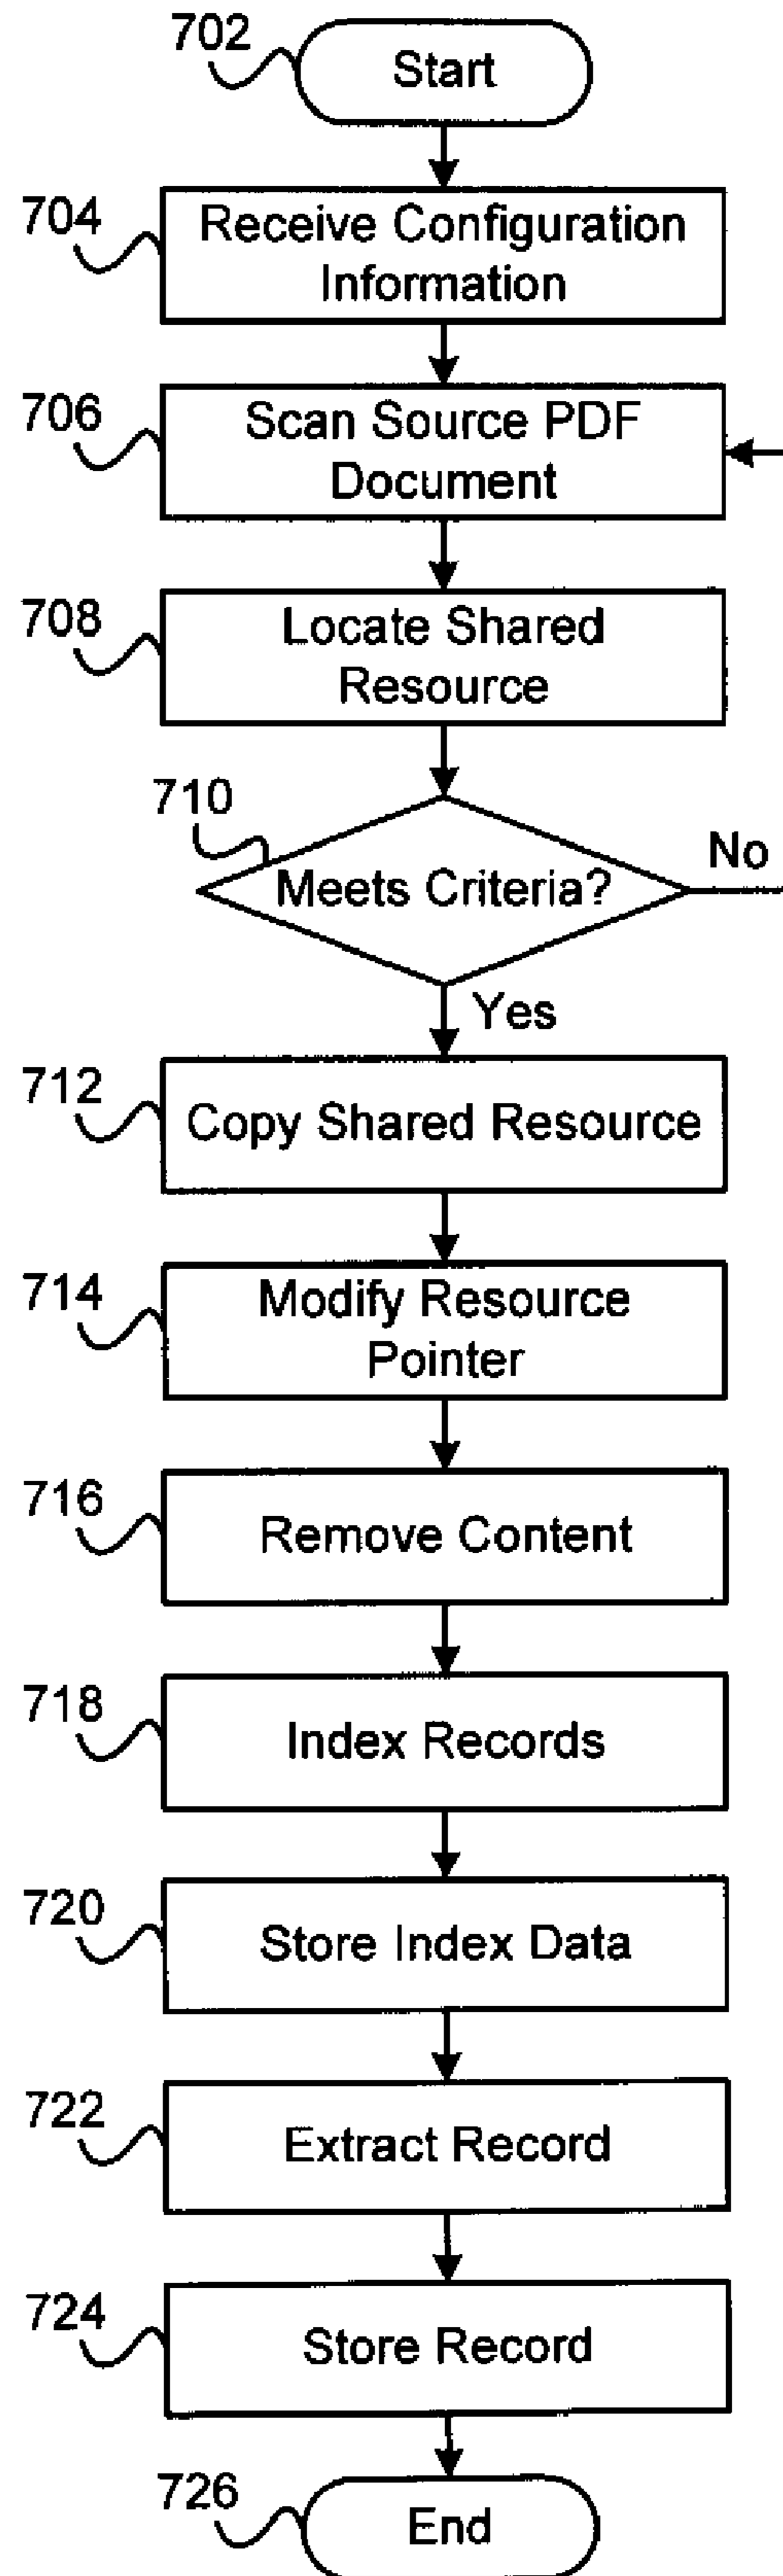 702
Start
704
Receive Configuration
Information
706
Scan Source PDF
Document
708
Locate Shared
Resource
710
Meets Criteria?
No
Yes
712
Copy Shared Resource
714
Modify Resource
Pointer
716
Remove Content
718
Index Records
720
Store Index Data
722
Extract Record
724
Store Record
726
End